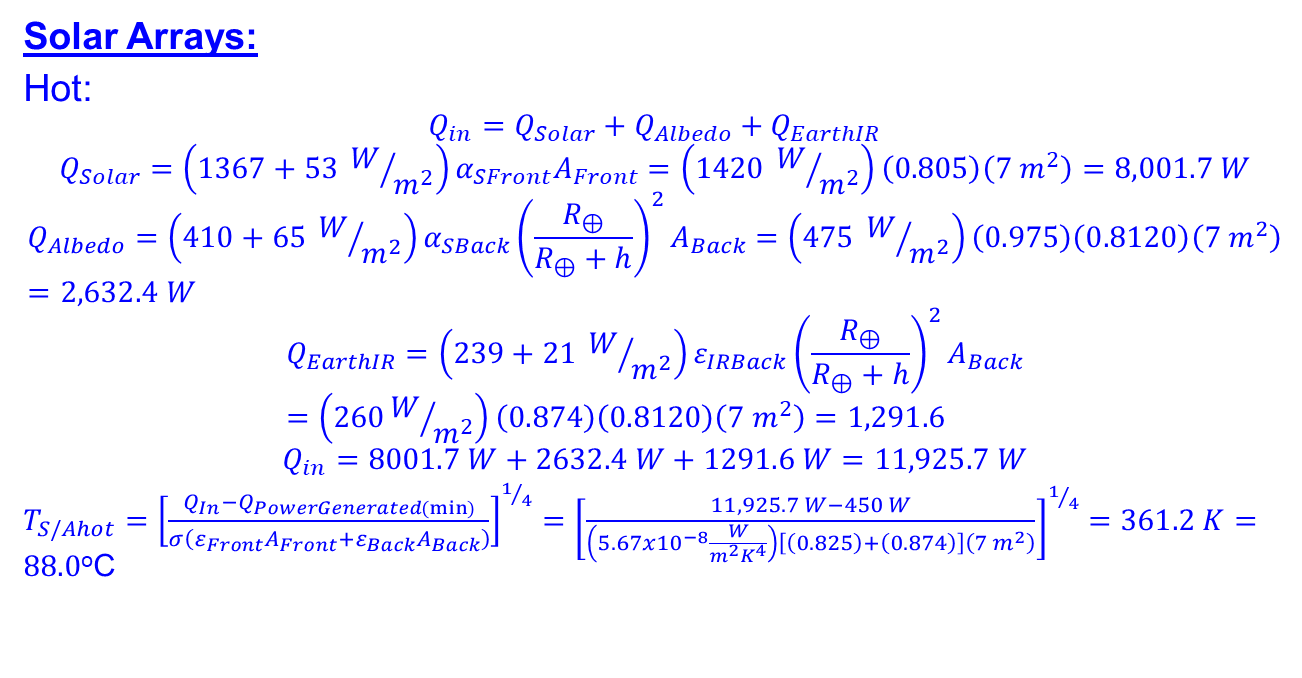 Solar Arrays:
Hot:
Q_in = Q_Solar + Q_Albedo + Q_EarthIR
Q_Solar = (1367 + 53 W/m²) α_SFront A_Front = (1420 W/m²) (0.805)(7 m²) = 8,001.7 W
Q_Albedo = (410 + 65 W/m²) α_SBack (R⊕ / (R⊕ + h))² A_Back = (475 W/m²) (0.975)(0.8120)(7 m²)
= 2,632.4 W
Q_EarthIR = (239 + 21 W/m²) ε_IRBack (R⊕ / (R⊕ + h))² A_Back
= (260 W/m²) (0.874)(0.8120)(7 m²) = 1,291.6
Q_in = 8001.7 W + 2632.4 W + 1291.6 W = 11,925.7 W
T_S/Ahot = [(Q_In−Q_PowerGenerated(min)) / (σ(ε_Front A_Front+ε_Back A_Back))]^1/4 = [(11,925.7 W−450 W) / ((5.67x10⁻⁸ W/(m²K⁴))[(0.825)+(0.874)](7 m²))]^1/4 = 361.2 K =
88.0°C